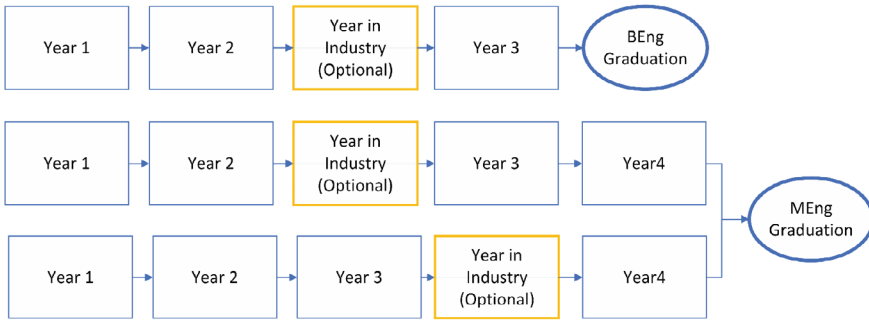 Year 1
Year 2
Year in
Industry
(Optional)
Year 3
BEng
Graduation
Year 1
Year 2
Year in
Industry
(Optional)
Year 3
Year4
MEng
Graduation
Year 1
Year 2
Year 3
Year in
Industry
(Optional)
Year4